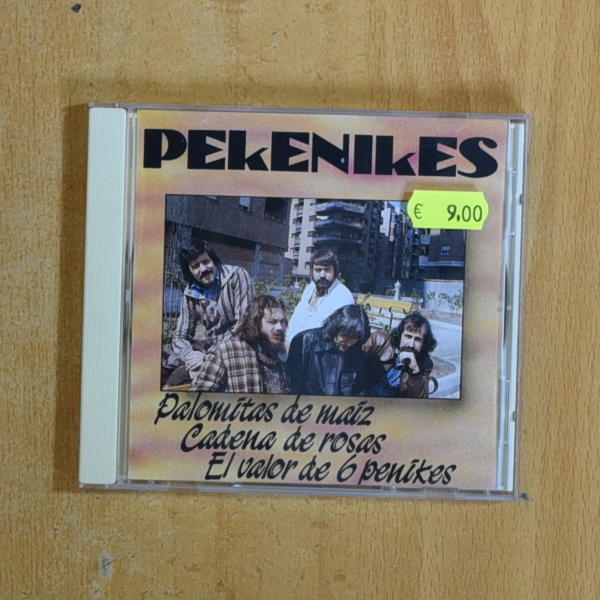 PEKENIKES
€ 9,00
Palomitas de maíz
Cadena de rosas
El valor de 6 penikes